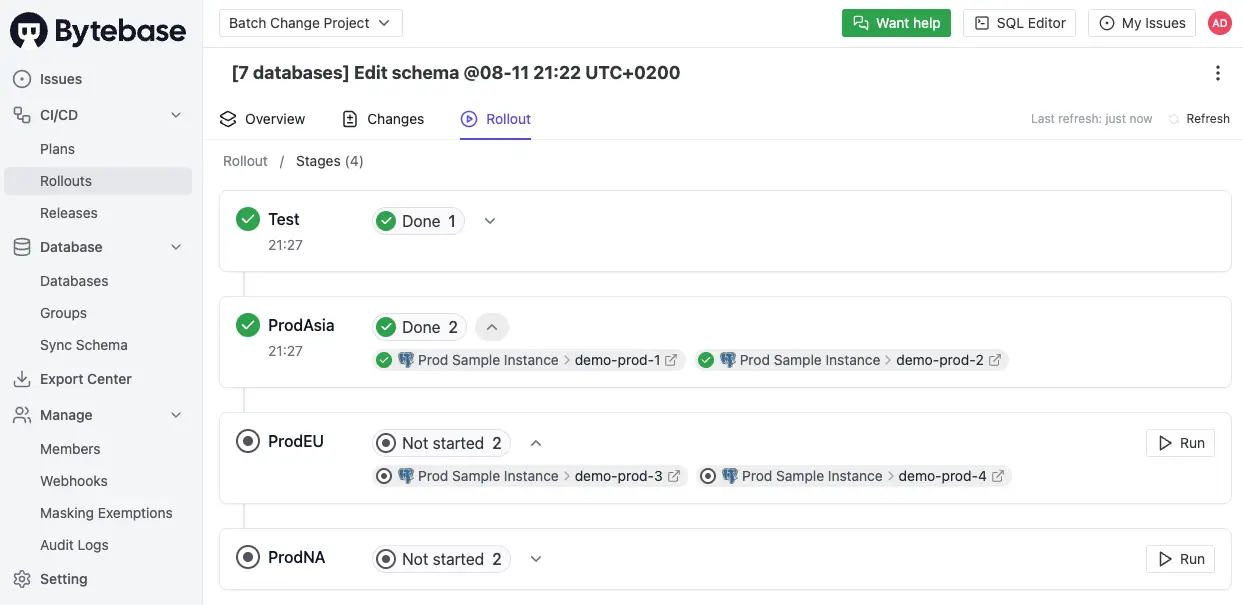 Bytebase
Batch Change Project
Want help
SQL Editor
My Issues
AD
Issues
CI/CD
Plans
Rollouts
Releases
Database
Databases
Groups
Sync Schema
Export Center
Manage
Members
Webhooks
Masking Exemptions
Audit Logs
Setting
[7 databases] Edit schema @08-11 21:22 UTC+0200
Overview
Changes
Rollout
Last refresh: just now
Refresh
Rollout / Stages (4)
Test
21:27
Done 1
ProdAsia
21:27
Done 2
Prod Sample Instance > demo-prod-1
Prod Sample Instance > demo-prod-2
ProdEU
Not started 2
Run
Prod Sample Instance > demo-prod-3
Prod Sample Instance > demo-prod-4
ProdNA
Not started 2
Run